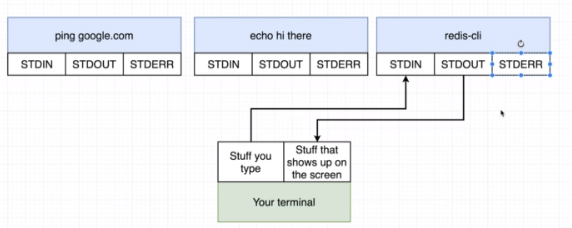 ping google.com
echo hi there
redis-cli
STDIN STDOUT STDERR
STDIN STDOUT STDERR
STDIN STDOUT STDERR
Stuff you
type
Stuff that
shows up on
the screen
Your terminal